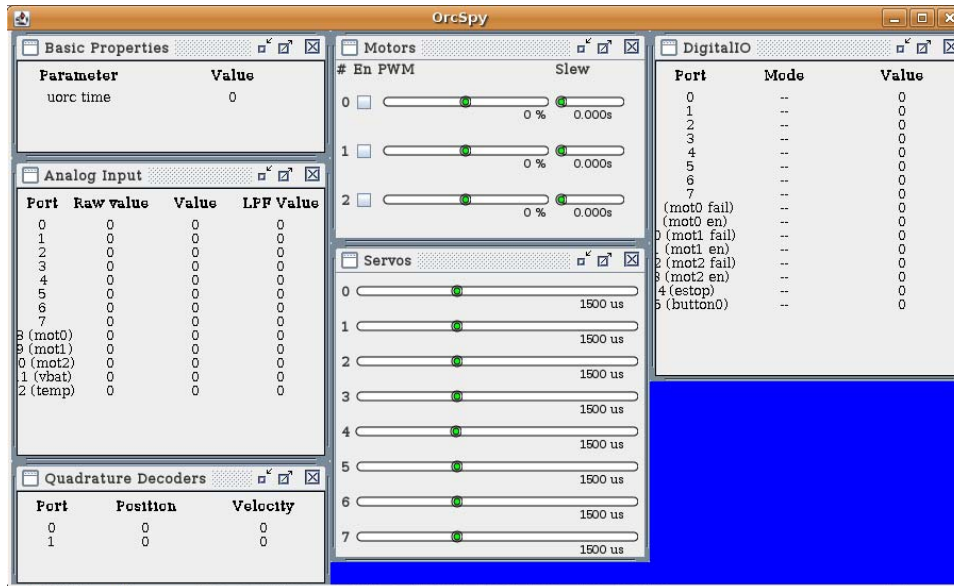 OrcSpy
Basic Properties
Parameter Value
uorc time 0
Analog Input
Port Raw value Value LPF Value
0 0 0 0
1 0 0 0
2 0 0 0
3 0 0 0
4 0 0 0
5 0 0 0
6 0 0 0
7 0 0 0
8 (mot0) 0 0 0
9 (mot1) 0 0 0
0 (mot2) 0 0 0
1 (vbat) 0 0 0
2 (temp) 0 0 0
Quadrature Decoders
Port Position Velocity
0 0 0
1 0 0
Motors
# En PWM Slew
0
0 % 0.000s
1
0 % 0.000s
2
0 % 0.000s
Servos
0
1500 us
1
1500 us
2
1500 us
3
1500 us
4
1500 us
5
1500 us
6
1500 us
7
1500 us
DigitalIO
Port Mode Value
0 -- 0
1 -- 0
2 -- 0
3 -- 0
4 -- 0
5 -- 0
6 -- 0
7 -- 0
(mot0 fail) -- 0
(mot0 en) -- 0
(mot1 fail) -- 0
(mot1 en) -- 0
(mot2 fail) -- 0
(mot2 en) -- 0
4 (estop) -- 0
(button0) -- 0